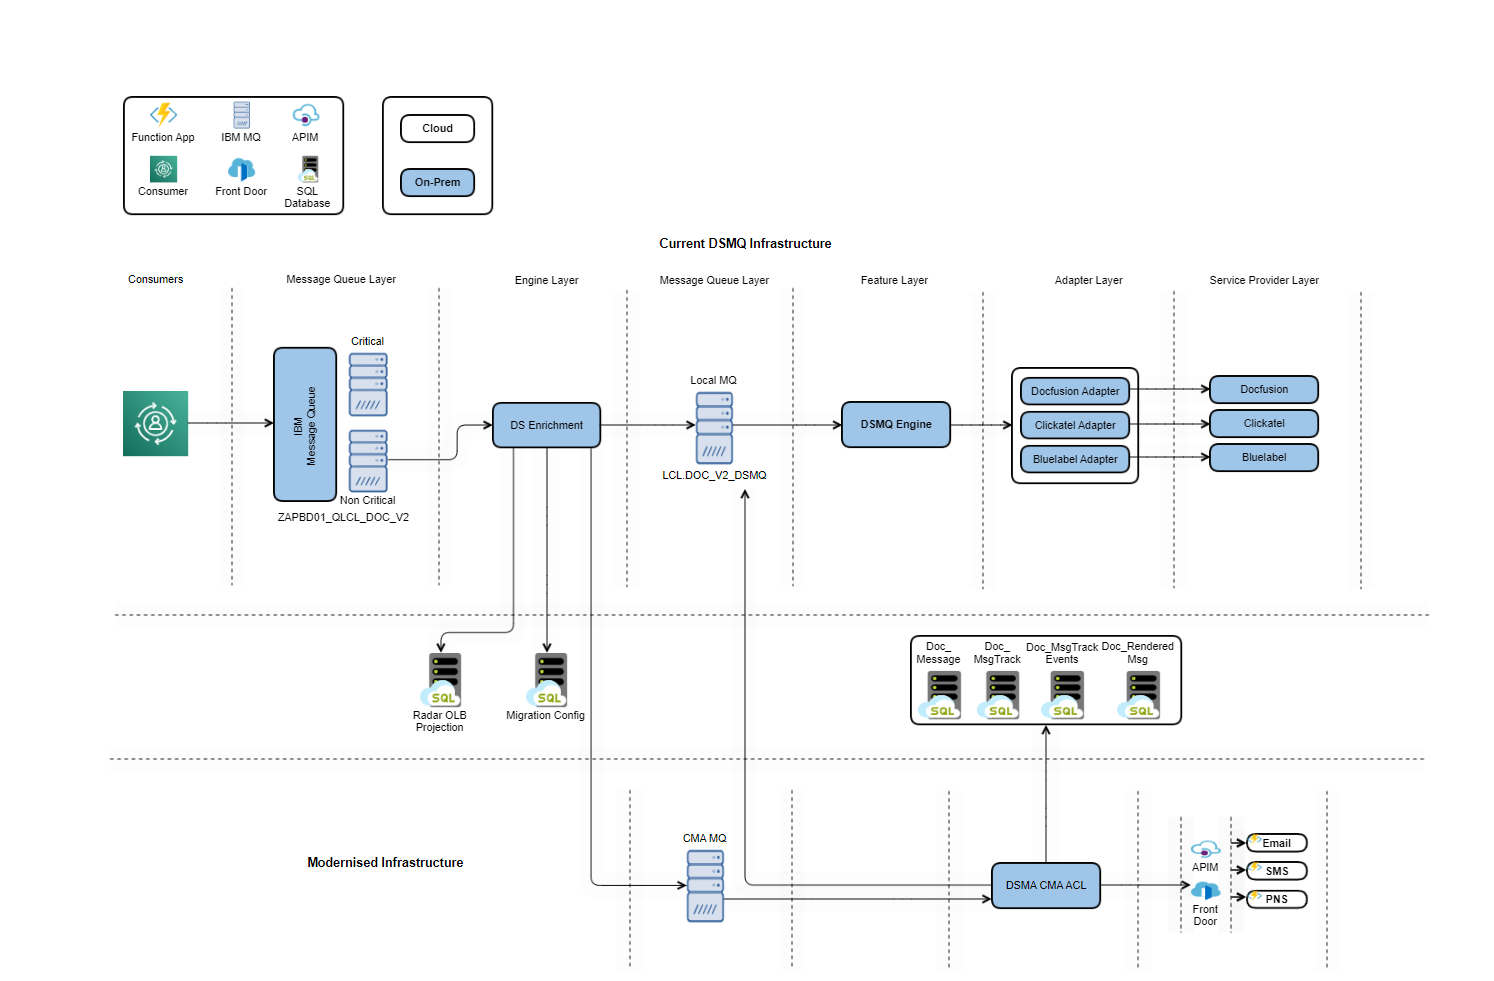 Function App
IBM MQ
APIM
Consumer
Front Door
SQL
Database
Cloud
On-Prem
Current DSMQ Infrastructure
Consumers
Message Queue Layer
Engine Layer
Message Queue Layer
Feature Layer
Adapter Layer
Service Provider Layer
IBM
Message Queue
Critical
Non Critical
ZAPBD01_QLCL_DOC_V2
DS Enrichment
Local MQ
LCL.DOC_V2_DSMQ
DSMQ Engine
Docfusion Adapter
Clickatel Adapter
Bluelabel Adapter
Docfusion
Clickatel
Bluelabel
SQL
Radar OLB
Projection
SQL
Migration Config
Doc_
Message
SQL
Doc_
MsgTrack
SQL
Doc_MsgTrack
Events
SQL
Doc_Rendered
Msg
SQL
Modernised Infrastructure
CMA MQ
DSMA CMA ACL
APIM
Front
Door
Email
SMS
PNS